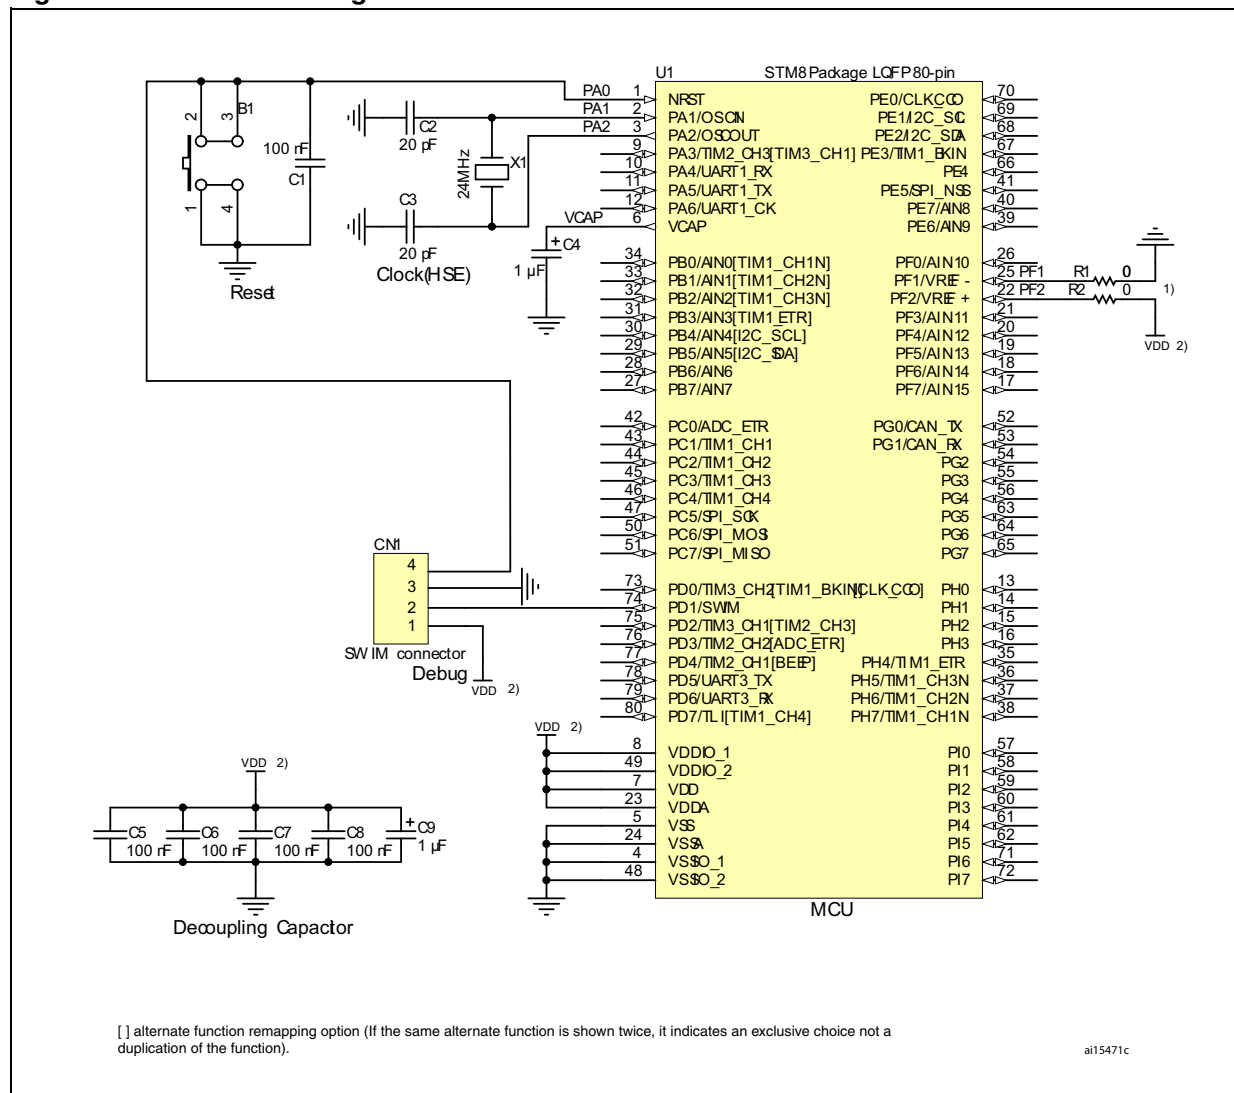 U1
STM8 Package LQFP 80-pin
PA0 1 NRST
PA1 2 PA1/OSCIN
PA2 3 PA2/OSCOUT
9 PA3/TIM2_CH3[TIM3_CH1]
10 PA4/UART1_RX
11 PA5/UART1_TX
12 PA6/UART1_CK
VCAP 6 VCAP
34 PB0/AIN0[TIM1_CH1N]
33 PB1/AIN1[TIM1_CH2N]
32 PB2/AIN2[TIM1_CH3N]
31 PB3/AIN3[TIM1_ETR]
30 PB4/AIN4[I2C_SCL]
29 PB5/AIN5[I2C_SDA]
28 PB6/AIN6
27 PB7/AIN7
42 PC0/ADC_ETR
43 PC1/TIM1_CH1
44 PC2/TIM1_CH2
45 PC3/TIM1_CH3
46 PC4/TIM1_CH4
47 PC5/SPI_SCK
50 PC6/SPI_MOSI
51 PC7/SPI_MISO
73 PD0/TIM3_CH2[TIM1_BKIN][CLK_CCO]
74 PD1/SWIM
75 PD2/TIM3_CH1[TIM2_CH3]
76 PD3/TIM2_CH2[ADC_ETR]
77 PD4/TIM2_CH1[BEEP]
78 PD5/UART3_TX
79 PD6/UART3_RX
80 PD7/TLI[TIM1_CH4]
8 VDDIO_1
49 VDDIO_2
7 VDD
23 VDDA
5 VSS
24 VSSA
4 VSSIO_1
48 VSSIO_2
PE0/CLK_CCO 70
PE1/I2C_SCL 69
PE2/I2C_SDA 68
PE3/TIM1_BKIN 67
PE4 66
PE5/SPI_NSS 41
PE7/AIN8 40
PE6/AIN9 39
PF0/AIN10 26
PF1/VREF - 25 PF1 R1 0
PF2/VREF + 22 PF2 R2 0 1)
PF3/AIN11 21
PF4/AIN12 20
PF5/AIN13 19
PF6/AIN14 18
PF7/AIN15 17
VDD 2)
PG0/CAN_TX 52
PG1/CAN_RX 53
PG2 54
PG3 55
PG4 56
PG5 63
PG6 64
PG7 65
PH0 13
PH1 14
PH2 15
PH3 16
PH4/TIM1_ETR 35
PH5/TIM1_CH3N 36
PH6/TIM1_CH2N 37
PH7/TIM1_CH1N 38
PI0 57
PI1 58
PI2 59
PI3 60
PI4 61
PI5 62
PI6 71
PI7 72
MCU
2 3 B1
1 4
100 nF
C1
Reset
C2
20 pF
24MHz X1
C3
20 pF
Clock(HSE)
+ C4
1 µF
CN1
4
3
2
1
SWIM connector
Debug
VDD 2)
VDD 2)
VDD 2)
C5 C6 C7 C8 + C9
100 nF 100 nF 100 nF 100 nF 1 µF
Decoupling Capactor
[ ] alternate function remapping option (If the same alternate function is shown twice, it indicates an exclusive choice not a
duplication of the function).
ai15471c